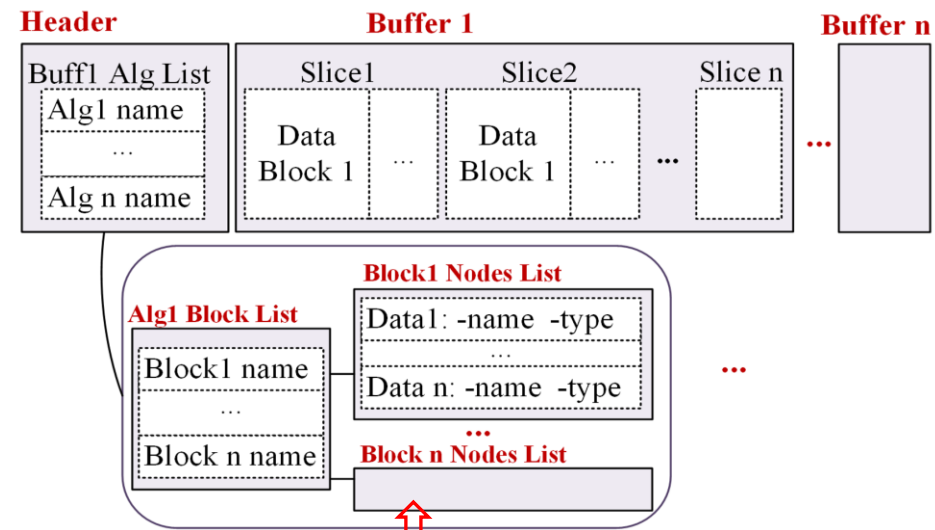 Header
Buffer 1
Buffer n
Buff1 Alg List
Alg1 name
...
Alg n name
Slice1
Slice2
Slice n
Data
Block 1
...
Data
Block 1
...
...
...
Block1 Nodes List
Alg1 Block List
Data1: -name -type
...
Data n: -name -type
Block1 name
...
Block n name
...
...
Block n Nodes List